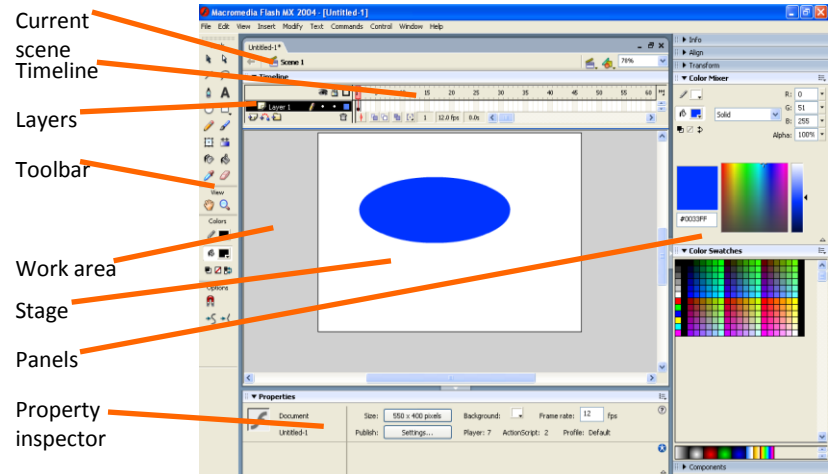 Current
scene
Timeline
Layers
Toolbar
Work area
Stage
Panels
Property
inspector
Macromedia Flash MX 2004 - [Untitled-1]
File Edit View Insert Modify Text Commands Control Window Help
Untitled-1*
Scene 1
78%
Timeline
5 10 15 20 25 30 35 40 45 50 55 60
Layer 1
1 12.0 fps 0.0s
View
Colors
Options
Properties
Document
Untitled-1
Size: 550 x 400 pixels Background: Frame rate: 12 fps
Publish: Settings... Player: 7 ActionScript: 2 Profile: Default
Info
Align
Transform
Color Mixer
R: 0
Solid
G: 51
B: 255
Alpha: 100%
#0033FF
Color Swatches
Components